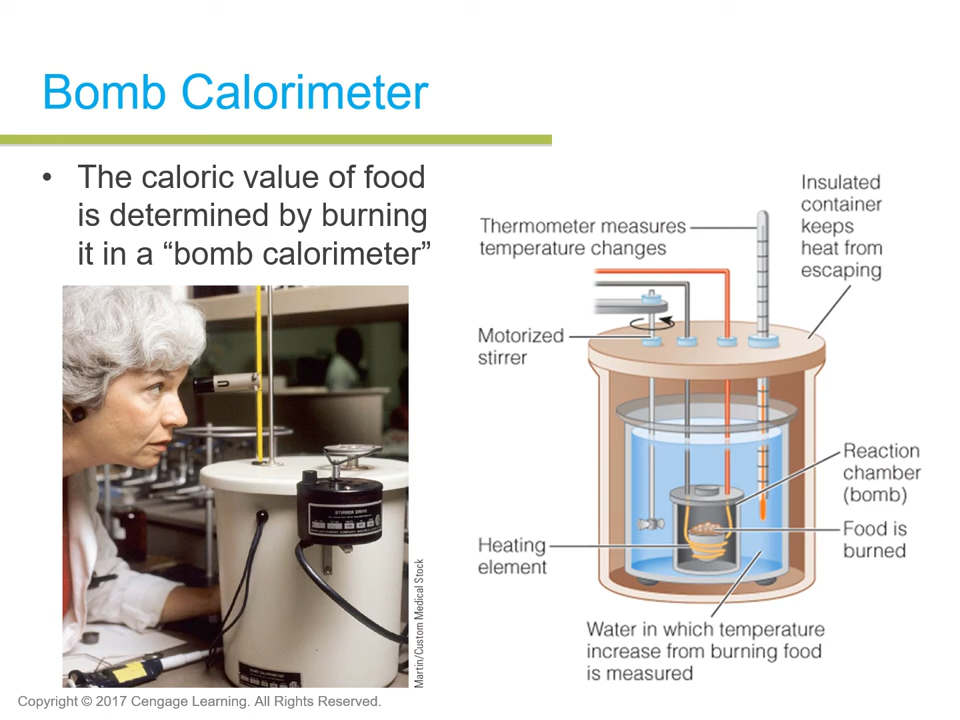 Bomb Calorimeter
• The caloric value of food
is determined by burning
it in a “bomb calorimeter”
Insulated
container
keeps
heat from
escaping
Thermometer measures
temperature changes
Motorized
stirrer
Reaction
chamber
(bomb)
Food is
burned
Heating
element
Water in which temperature
increase from burning food
is measured
STIRRER DRIVE
Martin/Custom Medical Stock
Copyright © 2017 Cengage Learning. All Rights Reserved.